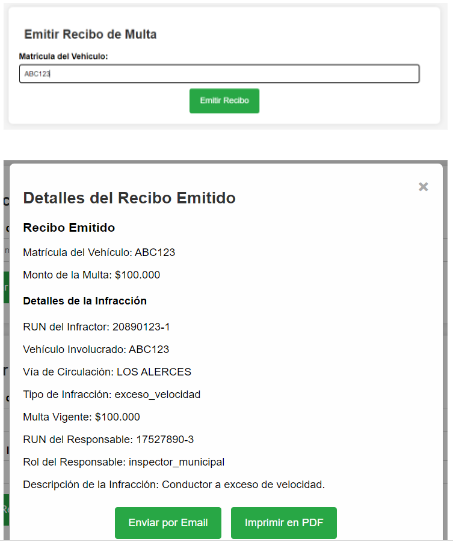 Emitir Recibo de Multa
Matricula del Vehiculo:
ABC123
Emitir Recibo
×
Detalles del Recibo Emitido
Recibo Emitido
Matrícula del Vehículo: ABC123
Monto de la Multa: $100.000
Detalles de la Infracción
RUN del Infractor: 20890123-1
Vehículo Involucrado: ABC123
Vía de Circulación: LOS ALERCES
Tipo de Infracción: exceso_velocidad
Multa Vigente: $100.000
RUN del Responsable: 17527890-3
Rol del Responsable: inspector_municipal
Descripción de la Infracción: Conductor a exceso de velocidad.
Enviar por Email
Imprimir en PDF